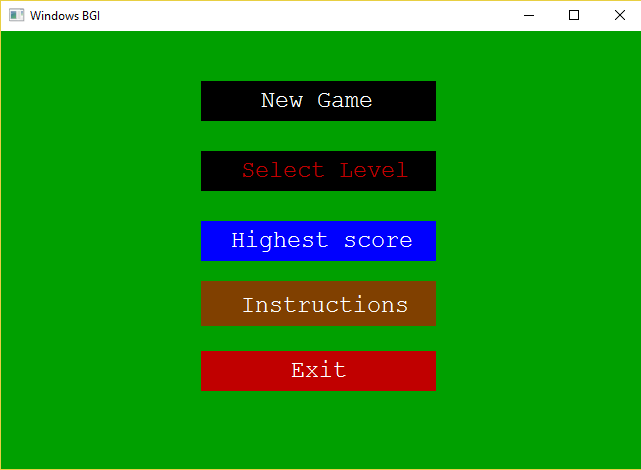 Windows BGI
New Game
Select Level
Highest score
Instructions
Exit